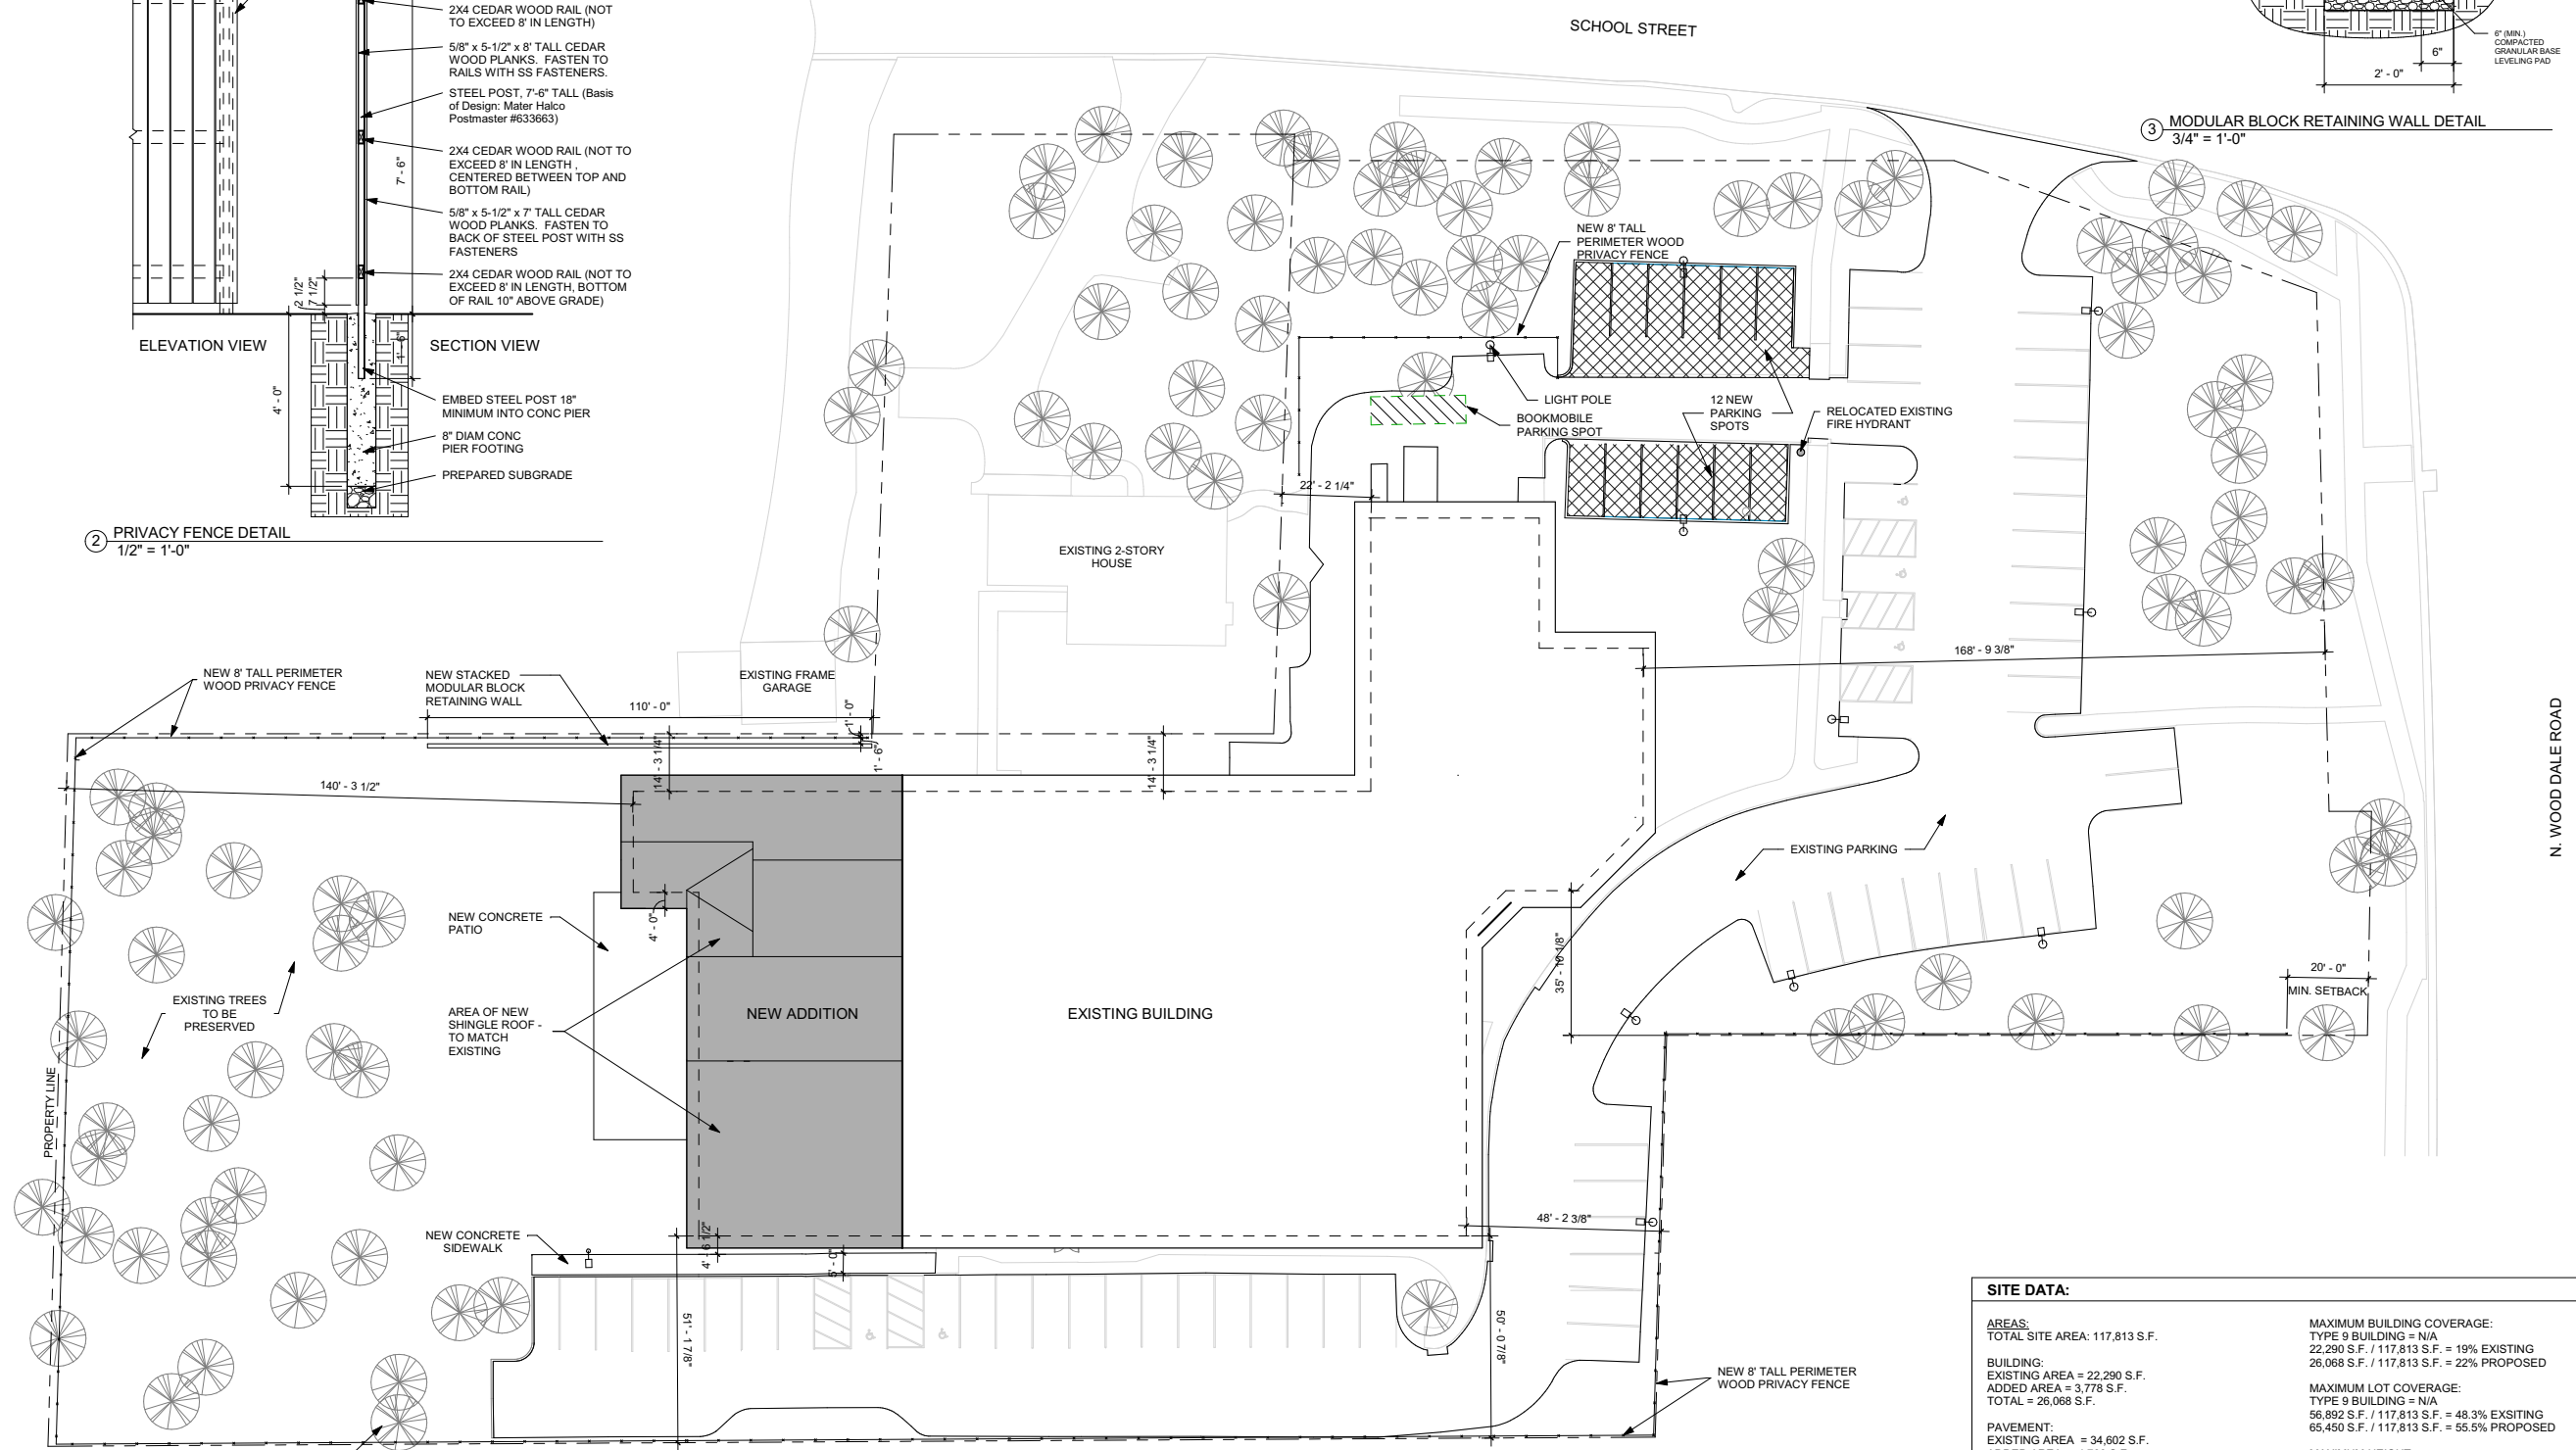 2X4 CEDAR WOOD RAIL (NOT
TO EXCEED 8' IN LENGTH)
5/8" x 5-1/2" x 8' TALL CEDAR
WOOD PLANKS. FASTEN TO
RAILS WITH SS FASTENERS.
STEEL POST, 7'-6" TALL (Basis
of Design: Mater Halco
Postmaster #633663)
2X4 CEDAR WOOD RAIL (NOT TO
EXCEED 8' IN LENGTH ,
CENTERED BETWEEN TOP AND
BOTTOM RAIL)
5/8" x 5-1/2" x 7' TALL CEDAR
WOOD PLANKS. FASTEN TO
BACK OF STEEL POST WITH SS
FASTENERS
2X4 CEDAR WOOD RAIL (NOT TO
EXCEED 8' IN LENGTH, BOTTOM
OF RAIL 10" ABOVE GRADE)
7' - 6"
2 1/2"
7 1/2"
1' - 6"
4' - 0"
ELEVATION VIEW
SECTION VIEW
EMBED STEEL POST 18"
MINIMUM INTO CONC PIER
8" DIAM CONC
PIER FOOTING
PREPARED SUBGRADE
2
PRIVACY FENCE DETAIL
1/2" = 1'-0"
SCHOOL STREET
6" (MIN.)
COMPACTED
GRANULAR BASE
LEVELING PAD
6"
2' - 0"
3
MODULAR BLOCK RETAINING WALL DETAIL
3/4" = 1'-0"
NEW 8' TALL
PERIMETER WOOD
PRIVACY FENCE
LIGHT POLE
BOOKMOBILE
PARKING SPOT
12 NEW
PARKING
SPOTS
RELOCATED EXISTING
FIRE HYDRANT
22' - 2 1/4"
EXISTING 2-STORY
HOUSE
168' - 9 3/8"
N. WOOD DALE ROAD
NEW 8' TALL PERIMETER
WOOD PRIVACY FENCE
NEW STACKED
MODULAR BLOCK
RETAINING WALL
EXISTING FRAME
GARAGE
110' - 0"
1' - 0"
1' - 6"
14' - 3 1/4"
14' - 3 1/4"
140' - 3 1/2"
EXISTING PARKING
NEW CONCRETE
PATIO
4' - 0"
35' - 10 1/8"
20' - 0"
MIN. SETBACK
EXISTING TREES
TO BE
PRESERVED
AREA OF NEW
SHINGLE ROOF -
TO MATCH
EXISTING
NEW ADDITION
EXISTING BUILDING
PROPERTY LINE
NEW CONCRETE
SIDEWALK
4' - 6 1/2"
5' - 0"
48' - 2 3/8"
51' - 1 7/8"
50' - 0 7/8"
NEW 8' TALL PERIMETER
WOOD PRIVACY FENCE
SITE DATA:
AREAS:
TOTAL SITE AREA: 117,813 S.F.
BUILDING:
EXISTING AREA = 22,290 S.F.
ADDED AREA = 3,778 S.F.
TOTAL = 26,068 S.F.
PAVEMENT:
EXISTING AREA = 34,602 S.F.
MAXIMUM BUILDING COVERAGE:
TYPE 9 BUILDING = N/A
22,290 S.F. / 117,813 S.F. = 19% EXISTING
26,068 S.F. / 117,813 S.F. = 22% PROPOSED
MAXIMUM LOT COVERAGE:
TYPE 9 BUILDING = N/A
56,892 S.F. / 117,813 S.F. = 48.3% EXSITING
65,450 S.F. / 117,813 S.F. = 55.5% PROPOSED